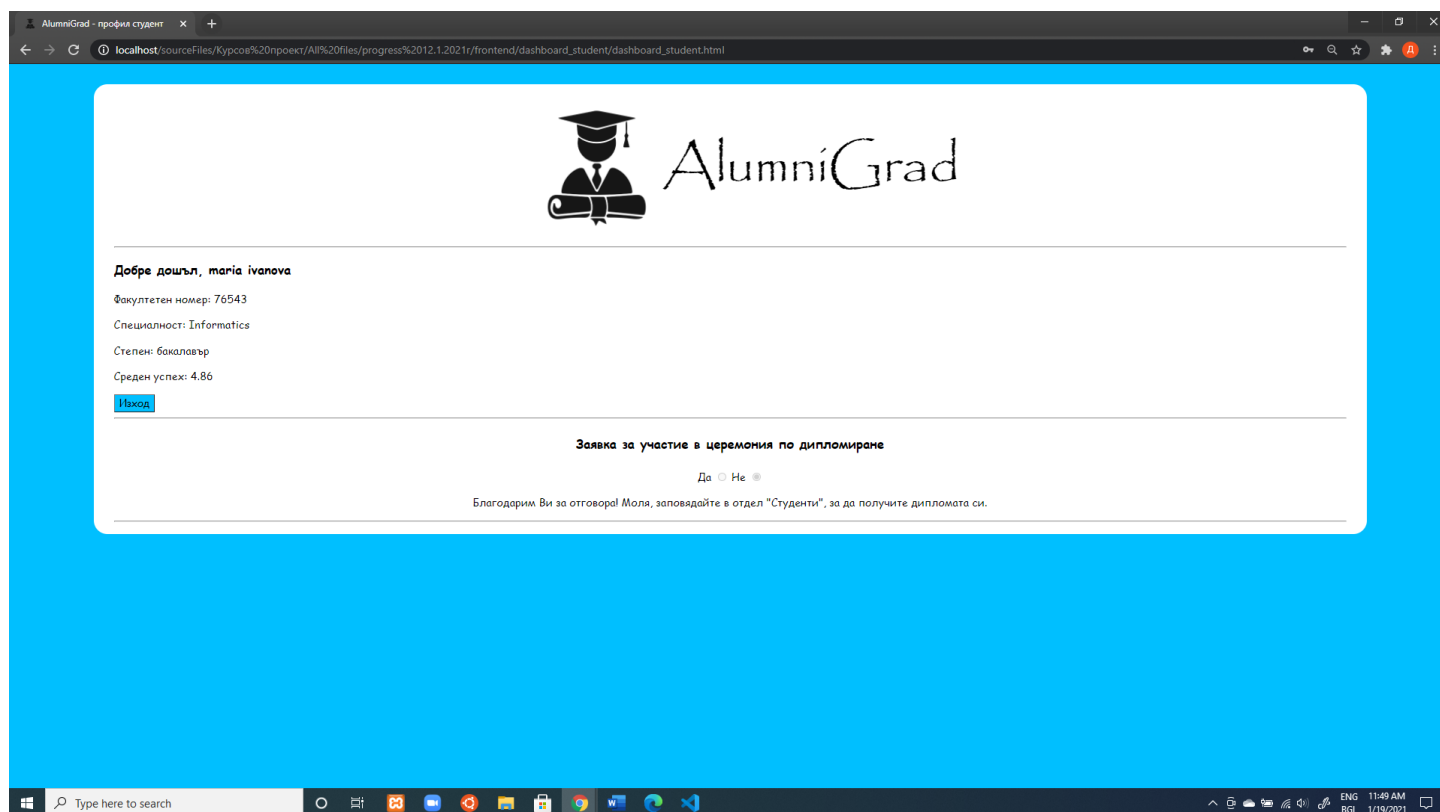 AlumniGrad - профил студент
localhost/sourceFiles/Курсов%20проект/All%20files/progress%2012.1.2021г/frontend/dashboard_student/dashboard_student.html
Д
AlumniGrad
Добре дошъл, maria ivanova
Факултетен номер: 76543
Специалност: Informatics
Степен: бакалавър
Среден успех: 4.86
Изход
Заявка за участие в церемония по дипломиране
Да Не
Благодарим Ви за отговора! Моля, заповядайте в отдел "Студенти", за да получите дипломата си.
Type here to search
ENG 11:49 AM
BGL 1/19/2021